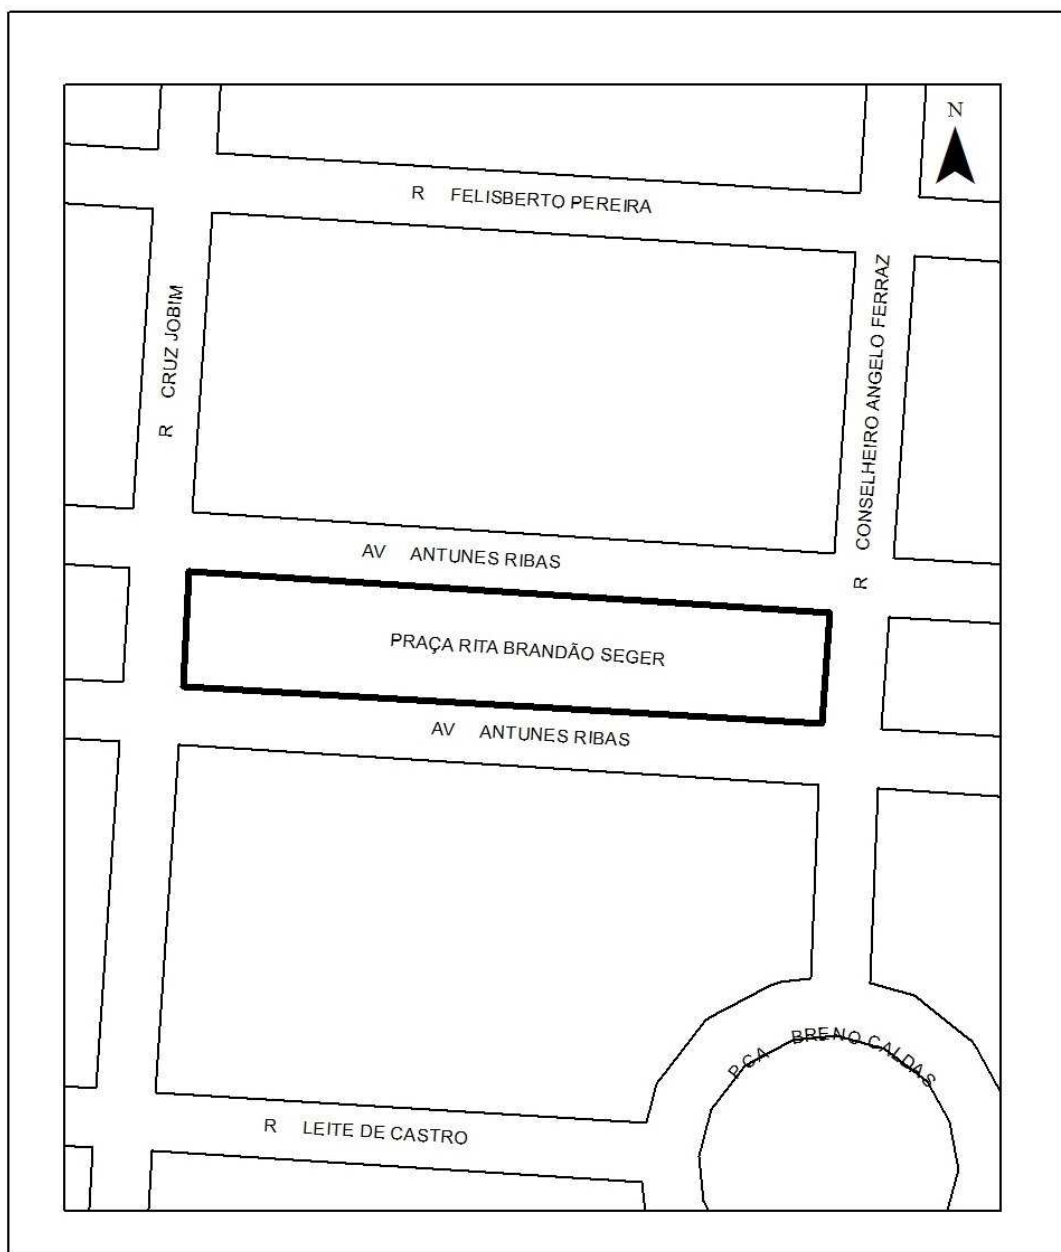 N
R FELISBERTO PEREIRA
R CRUZ JOBIM
R CONSELHEIRO ANGELO FERRAZ
AV ANTUNES RIBAS
PRAÇA RITA BRANDÃO SEGER
AV ANTUNES RIBAS
PCA BRENO CALDAS
R LEITE DE CASTRO